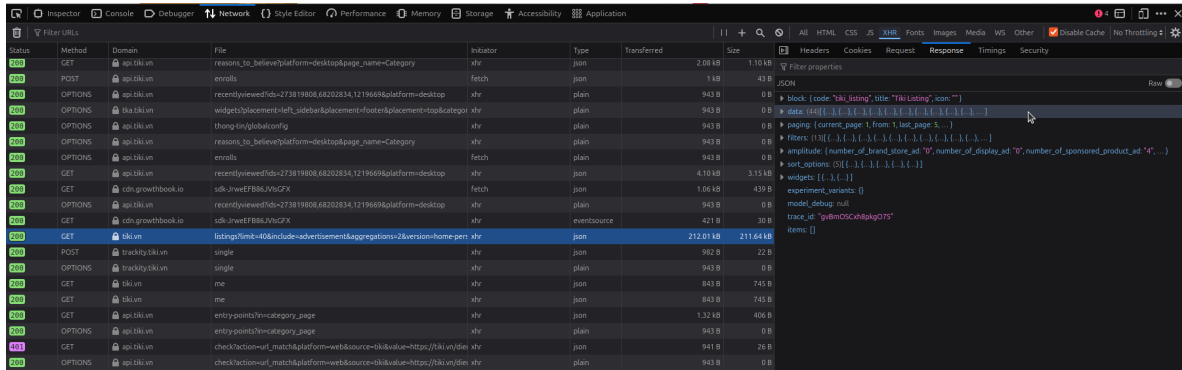 Inspector Console Debugger Network Style Editor Performance Memory Storage Accessibility Application 4
Filter URLs All HTML CSS JS XHR Fonts Images Media WS Other Disable Cache No Throttling
Status Method Domain File Initiator Type Transferred Size Headers Cookies Request Response Timings Security
200 GET api.tiki.vn reasons_to_believe?platform=desktop&page_name=Category xhr json 2.08 kB 1.10 kB
Filter properties
200 POST api.tiki.vn enrolls fetch json 1 kB 43 B
JSON Raw
200 OPTIONS api.tiki.vn recentlyviewed?ids=273819808,68202834,1219669&platform=desktop xhr plain 943 B 0 B
block: {code: "tiki_listing", title: "Tiki Listing", icon: ""}
200 OPTIONS tka.tiki.vn widgets?placement=left_sidebar&placement=footer&placement=top&categor xhr plain 943 B 0 B
data: (44)[{…}, {…}, {…}, {…}, {…}, {…}, {…}, {…}, {…}, {…}, … ]
200 OPTIONS api.tiki.vn thong-tin/globalconfig xhr plain 943 B 0 B
paging: {current_page: 1, from: 1, last_page: 5, … }
200 OPTIONS api.tiki.vn reasons_to_believe?platform=desktop&page_name=Category xhr plain 943 B 0 B
filters: (13)[{…}, {…}, {…}, {…}, {…}, {…}, {…}, {…}, {…}, {…}, … ]
200 OPTIONS api.tiki.vn enrolls fetch plain 943 B 0 B
amplitude: {number_of_brand_store_ad: "0", number_of_display_ad: "0", number_of_sponsored_product_ad: "4", … }
200 GET api.tiki.vn recentlyviewed?ids=273819808,68202834,1219669&platform=desktop xhr json 4.10 kB 3.15 kB
sort_options: (5)[{…}, {…}, {…}, {…}, {…}]
200 GET cdn.growthbook.io sdk-JrweEFB86JVIsGFX fetch json 1.06 kB 439 B
widgets: [{…}, {…}]
200 OPTIONS api.tiki.vn recentlyviewed?ids=273819808,68202834,1219669&platform=desktop xhr plain 943 B 0 B
experiment_variants: {}
200 GET cdn.growthbook.io sdk-JrweEFB86JVIsGFX eventsource 421 B 30 B
model_debug: null
200 GET tiki.vn listings?limit=40&include=advertisement&aggregations=2&version=home-per: xhr json 212.01 kB 211.64 kB
trace_id: "gvBmOSCxh8pkgO7S"
200 POST trackity.tiki.vn single xhr json 982 B 22 B
items: []
200 OPTIONS trackity.tiki.vn single xhr plain 943 B 0 B
200 GET tiki.vn me xhr json 843 B 745 B
200 GET tiki.vn me xhr json 843 B 745 B
200 GET api.tiki.vn entry-points?in=category_page xhr json 1.32 kB 406 B
200 OPTIONS api.tiki.vn entry-points?in=category_page xhr plain 943 B 0 B
401 GET api.tiki.vn check?action=url_match&platform=web&source=tiki&value=https://tiki.vn/die xhr json 941 B 26 B
200 OPTIONS api.tiki.vn check?action=url_match&platform=web&source=tiki&value=https://tiki.vn/die xhr plain 943 B 0 B